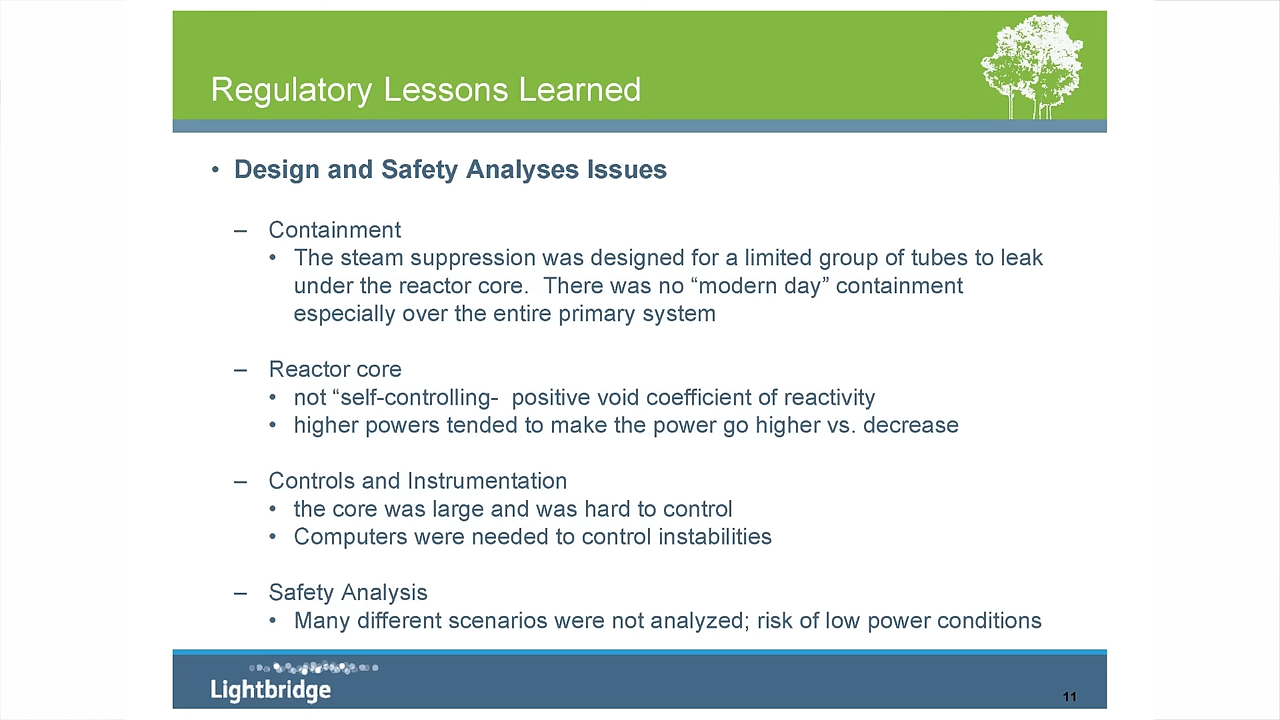 Regulatory Lessons Learned
• Design and Safety Analyses Issues
– Containment
• The steam suppression was designed for a limited group of tubes to leak
under the reactor core.  There was no “modern day” containment
especially over the entire primary system
– Reactor core
• not “self-controlling-  positive void coefficient of reactivity
• higher powers tended to make the power go higher vs. decrease
– Controls and Instrumentation
• the core was large and was hard to control
• Computers were needed to control instabilities
– Safety Analysis
• Many different scenarios were not analyzed; risk of low power conditions
Lightbridge
11